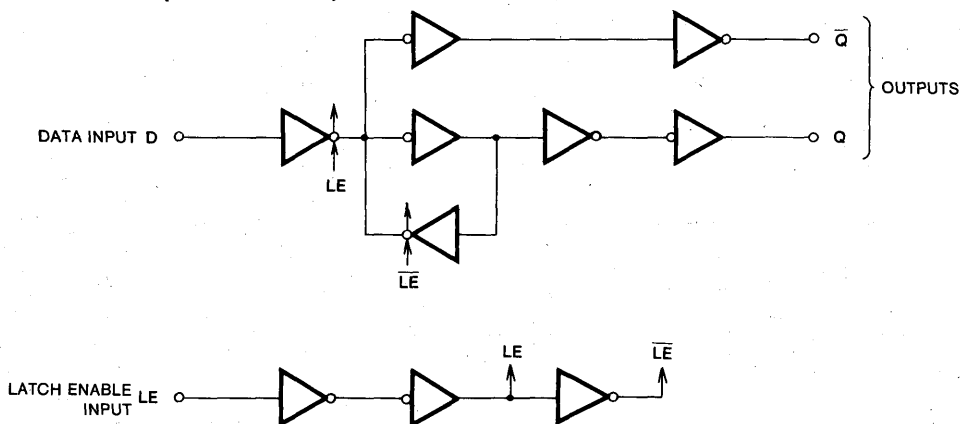 Q̅
OUTPUTS
DATA INPUT D
Q
LE
L̅E̅
LE
L̅E̅
LATCH ENABLE LE
INPUT